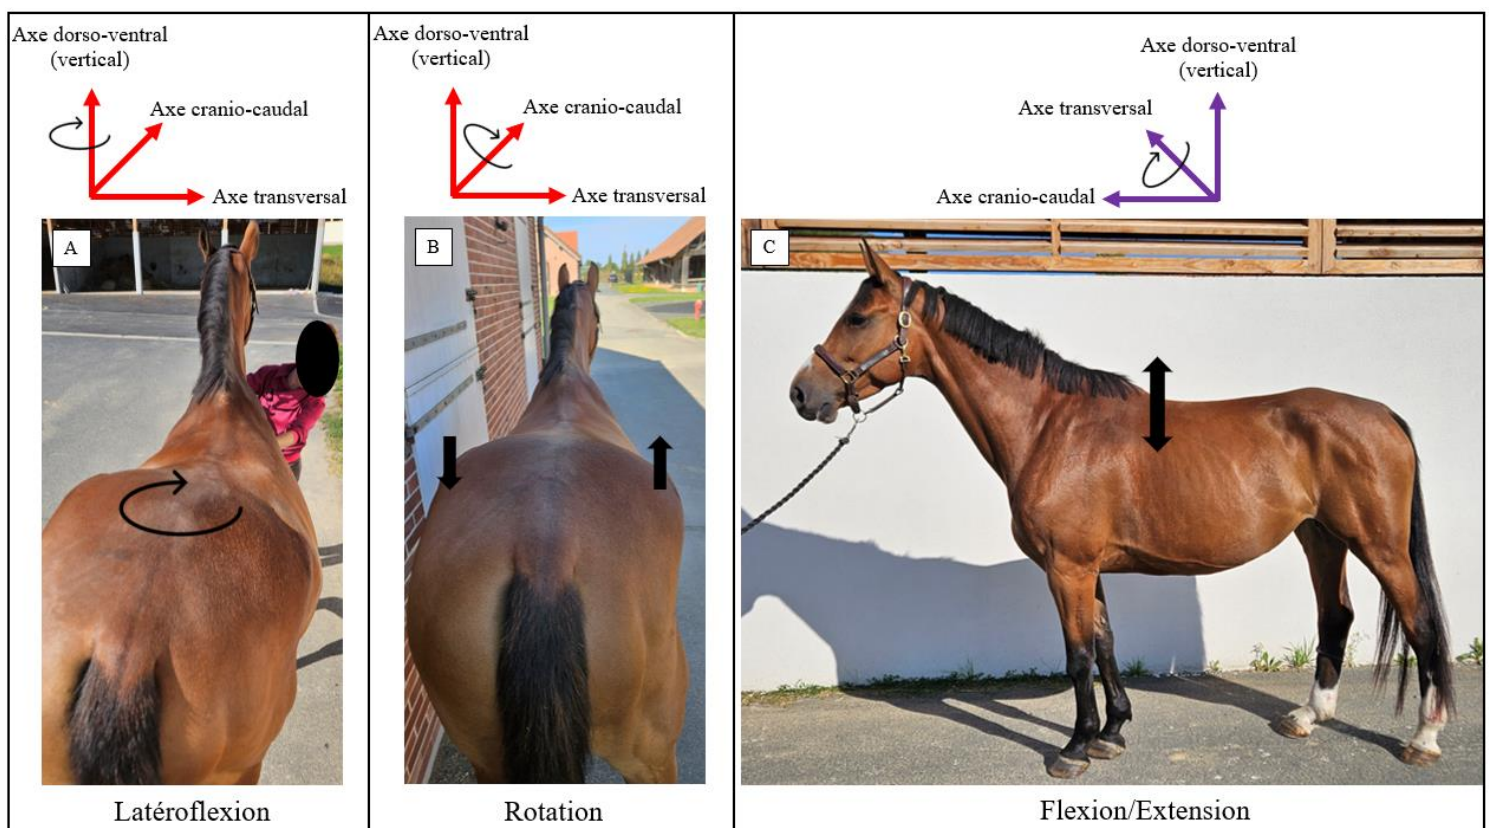 Axe dorso-ventral
(vertical)
Axe cranio-caudal
Axe transversal
A
Latéroflexion
Axe dorso-ventral
(vertical)
Axe cranio-caudal
Axe transversal
B
Rotation
Axe dorso-ventral
(vertical)
Axe transversal
Axe cranio-caudal
C
Flexion/Extension